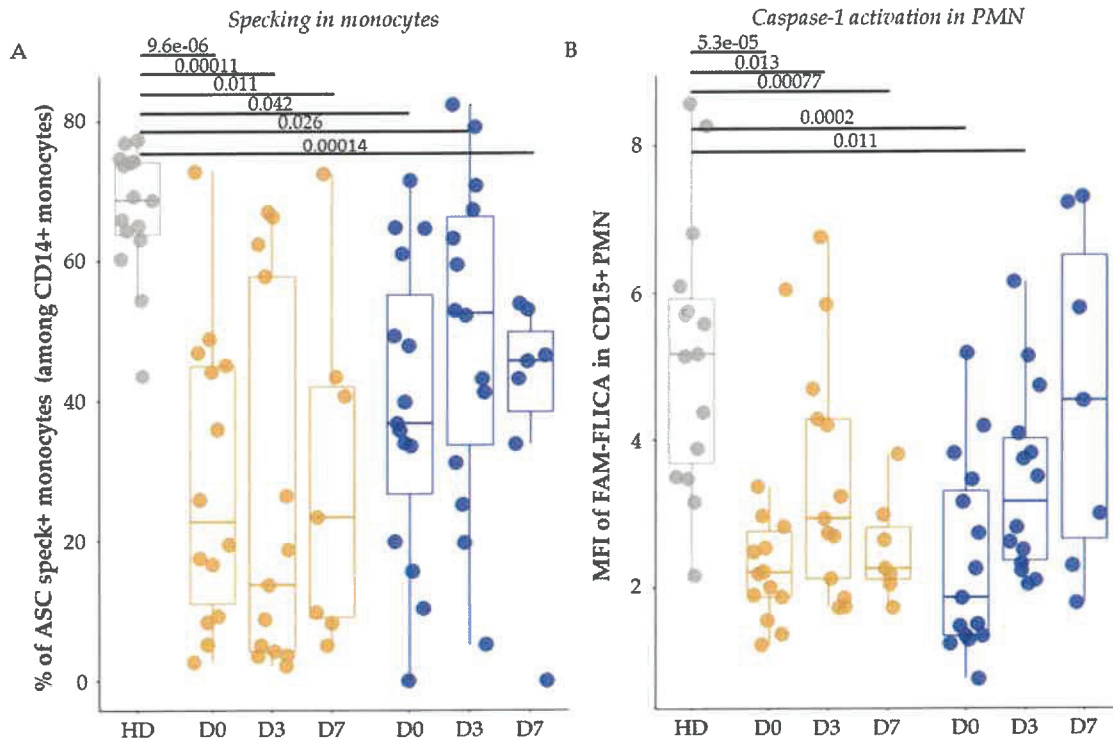 Specking in monocytes
A
9.6e-06
0.00011
0.011
0.042
0.026
0.00014
% of ASC speck+ monocytes (among CD14+ monocytes)
80
60
40
20
0
HD D0 D3 D7 D0 D3 D7
Caspase-1 activation in PMN
B
5.3e-05
0.013
0.00077
0.0002
0.011
MFI of FAM-FLICA in CD15+ PMN
8
6
4
2
HD D0 D3 D7 D0 D3 D7